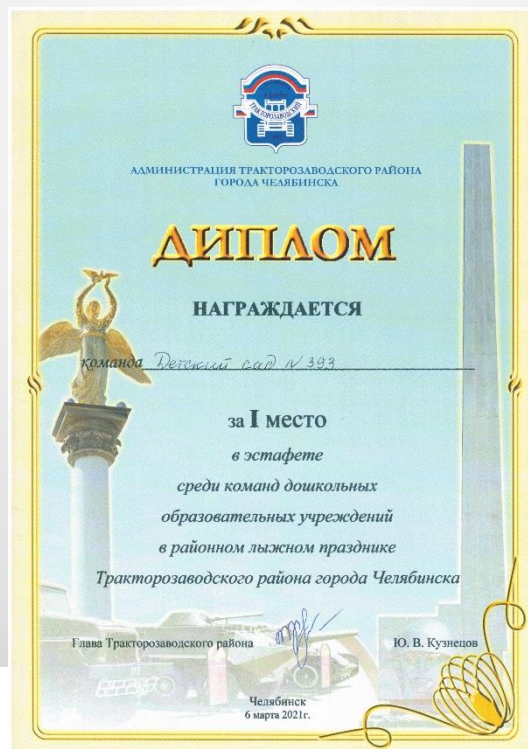 ТРАКТОРОЗАВОДСКИЙ
АДМИНИСТРАЦИЯ ТРАКТОРОЗАВОДСКОГО РАЙОНА
ГОРОДА ЧЕЛЯБИНСКА
ДИПЛОМ
НАГРАЖДАЕТСЯ
команда Детский сад N 393
за I место
в эстафете
среди команд дошкольных
образовательных учреждений
в районном лыжном празднике
Тракторозаводского района города Челябинска
Глава Тракторозаводского района Ю. В. Кузнецов
Челябинск
6 марта 2021г.